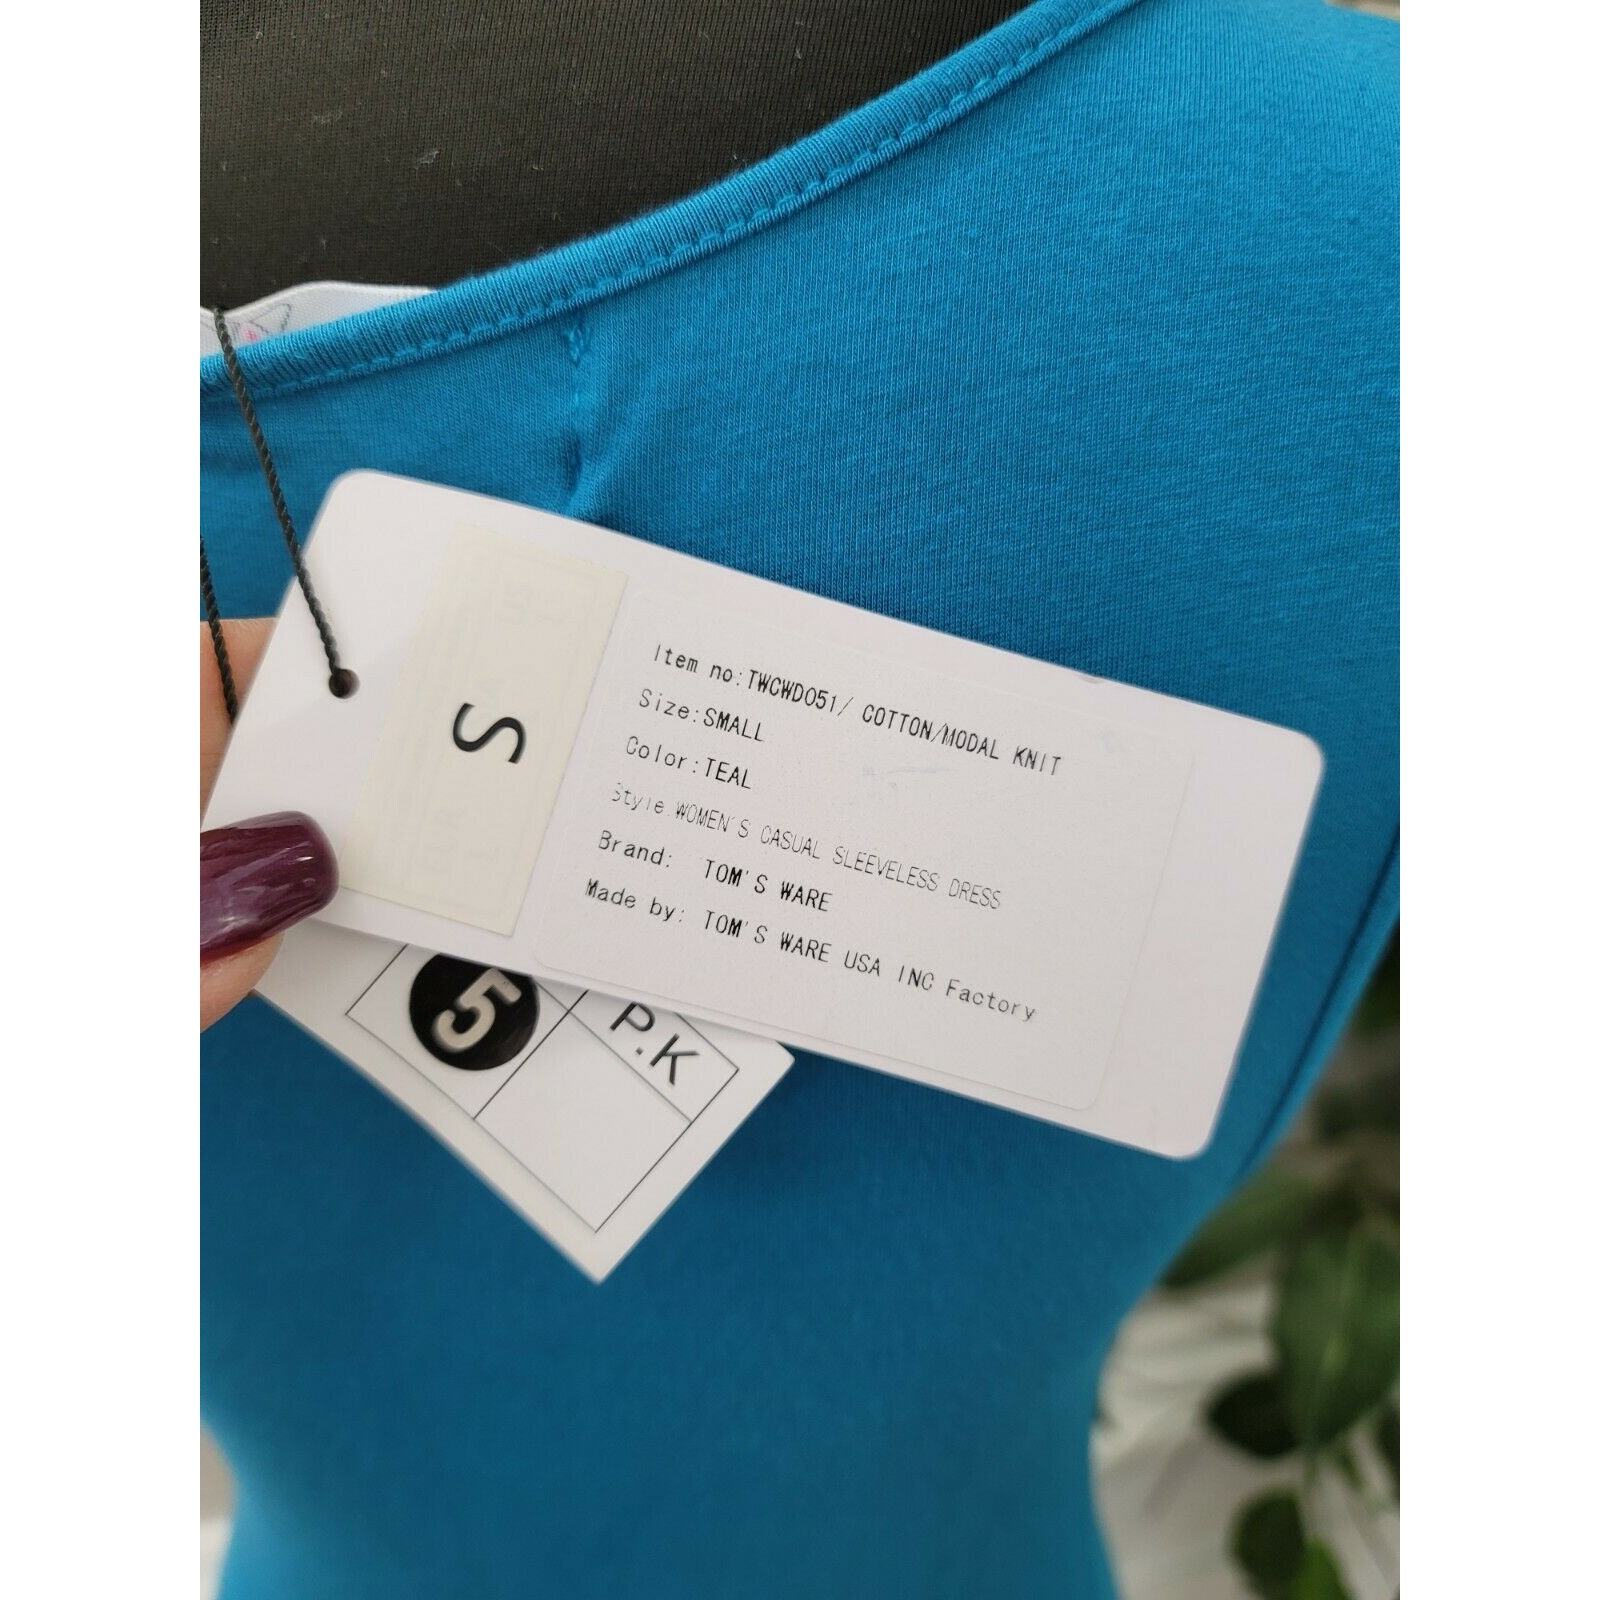 S
Item no:TWCWD051/ COTTON/MODAL KNIT
Size:SMALL
Color:TEAL
Style WOMEN'S CASUAL SLEEVELESS DRESS
Brand: TOM'S WARE
Made by: TOM'S WARE USA INC Factory
5
P.K